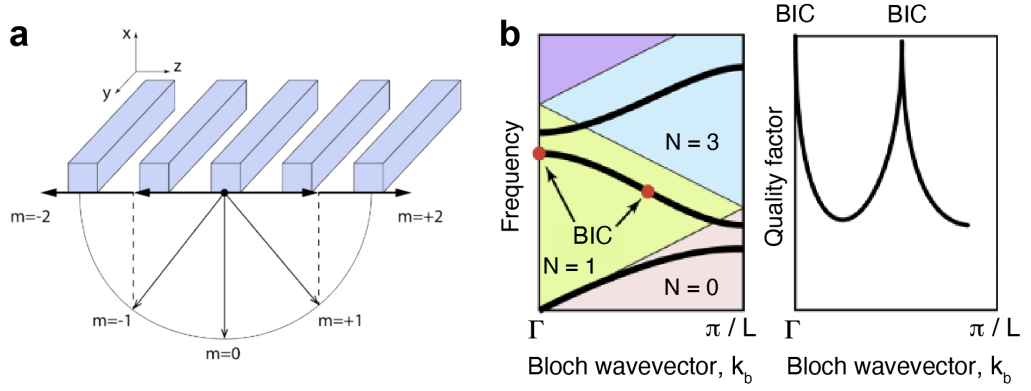 a
x
z
y
m=-2
m=+2
m=-1
m=+1
m=0
b
Frequency
N = 3
BIC
N = 1
N = 0
Γ
π / L
Bloch wavevector, k_b
BIC
BIC
Quality factor
Γ
π / L
Bloch wavevector, k_b